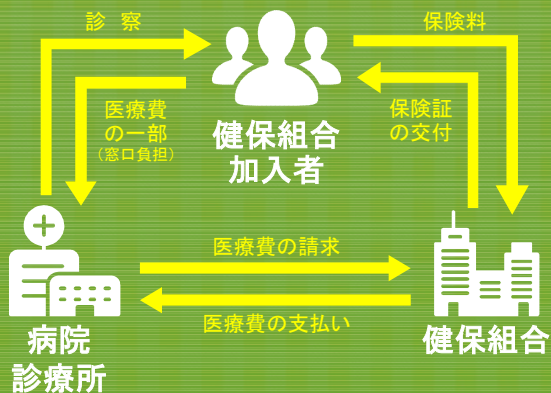 診 察
保険料
医療費
の一部
(窓口負担)
保険証
の交付
健保組合
加入者
医療費の請求
医療費の支払い
病院
診療所
健保組合